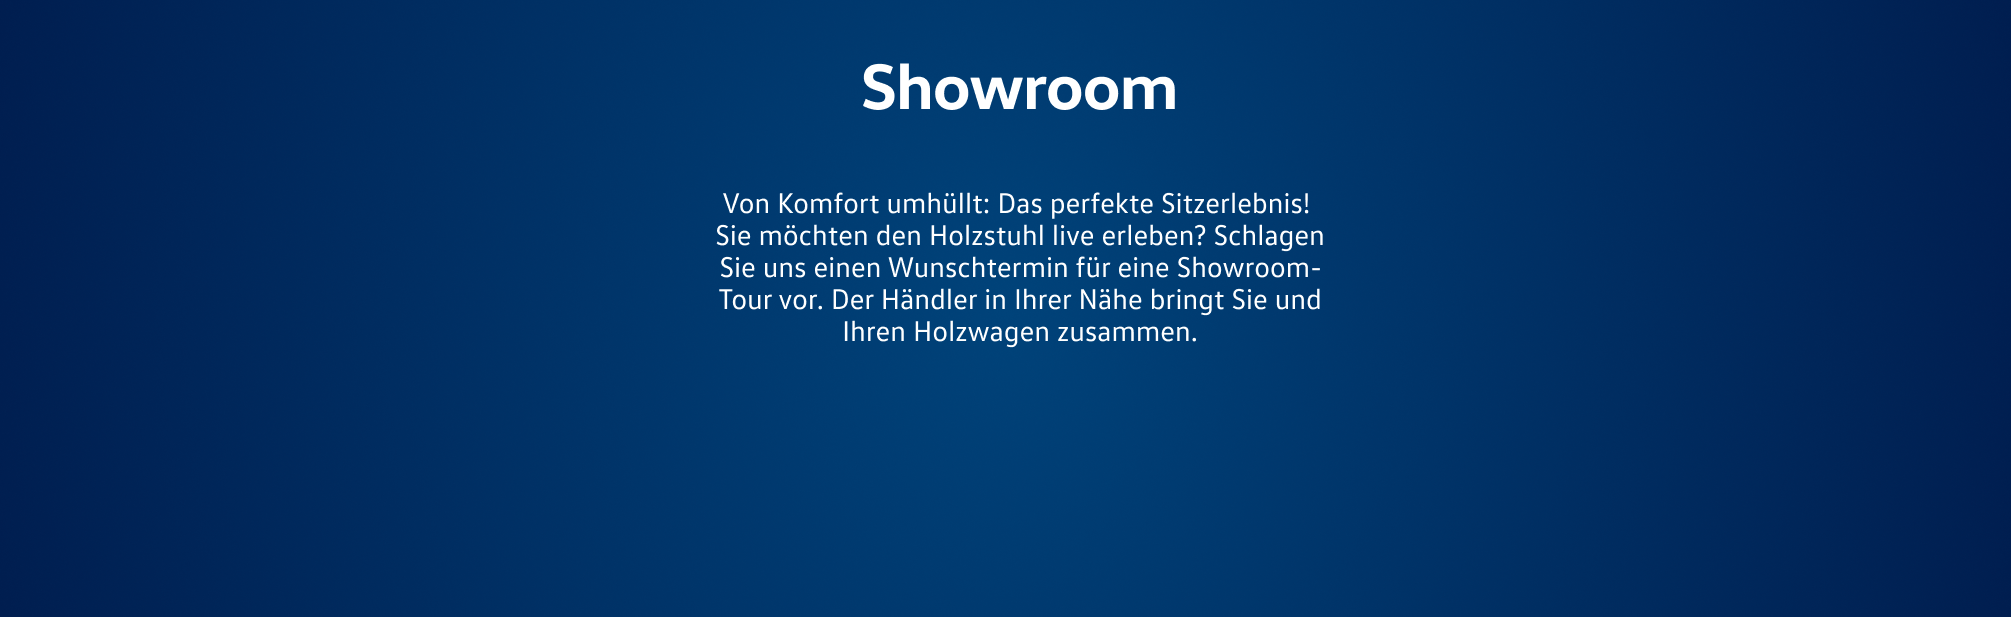 Showroom
Von Komfort umhüllt: Das perfekte Sitzerlebnis!
Sie möchten den Holzstuhl live erleben? Schlagen
Sie uns einen Wunschtermin für eine Showroom-
Tour vor. Der Händler in Ihrer Nähe bringt Sie und
Ihren Holzwagen zusammen.